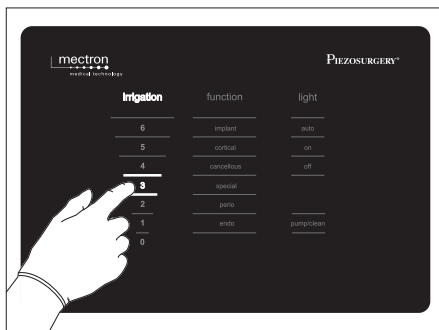 mectron
medical technology
PIEZOSURGERY®
Irrigation function light
6 implant auto
5 cortical on
4 cancellous off
3 special
2 perio
1 endo pump/clean
0